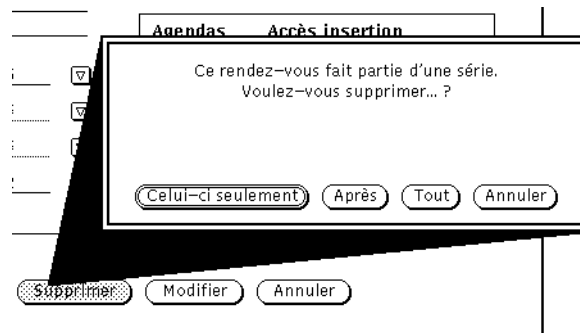 Agendas Accès insertion
Ce rendez-vous fait partie d'une série.
Voulez-vous supprimer... ?
Celui-ci seulement Après Tout Annuler
Supprimer Modifier Annuler